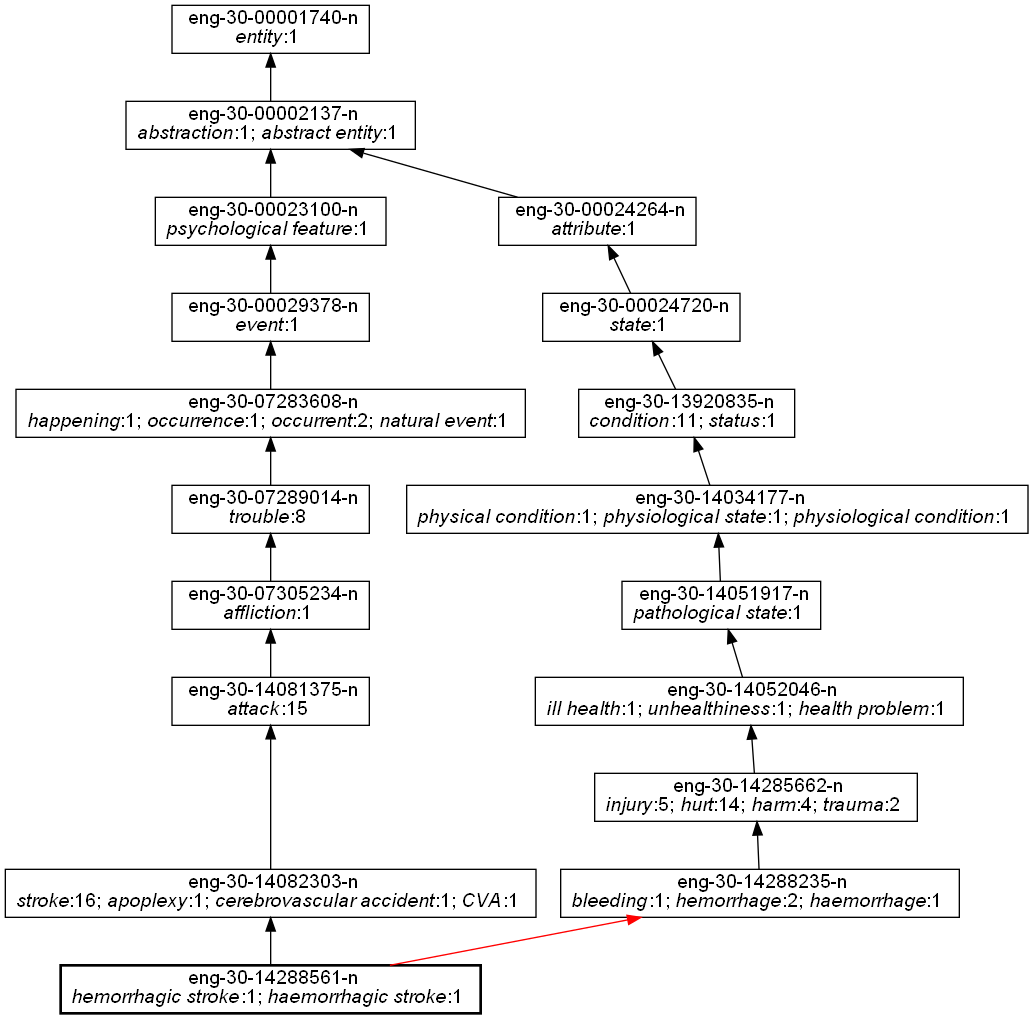 eng-30-00001740-n
entity:1
eng-30-00002137-n
abstraction:1; abstract entity:1
eng-30-00023100-n
psychological feature:1
eng-30-00024264-n
attribute:1
eng-30-00029378-n
event:1
eng-30-00024720-n
state:1
eng-30-07283608-n
happening:1; occurrence:1; occurrent:2; natural event:1
eng-30-13920835-n
condition:11; status:1
eng-30-07289014-n
trouble:8
eng-30-14034177-n
physical condition:1; physiological state:1; physiological condition:1
eng-30-07305234-n
affliction:1
eng-30-14051917-n
pathological state:1
eng-30-14081375-n
attack:15
eng-30-14052046-n
ill health:1; unhealthiness:1; health problem:1
eng-30-14285662-n
injury:5; hurt:14; harm:4; trauma:2
eng-30-14082303-n
stroke:16; apoplexy:1; cerebrovascular accident:1; CVA:1
eng-30-14288235-n
bleeding:1; hemorrhage:2; haemorrhage:1
eng-30-14288561-n
hemorrhagic stroke:1; haemorrhagic stroke:1